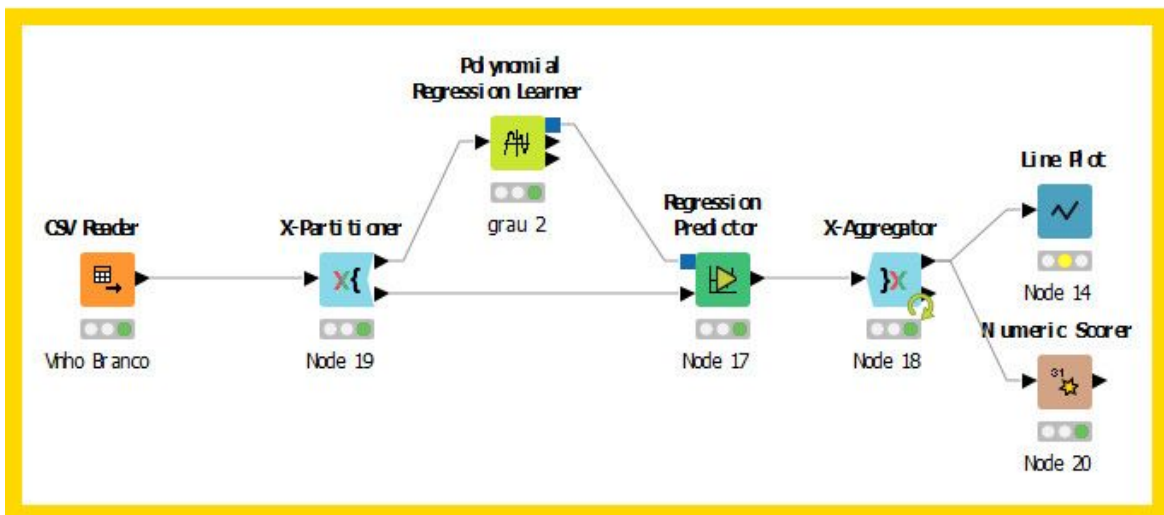 Polynomial
Regression Learner
grau 2
CSV Reader
Vinho Branco
X-Partitioner
Node 19
Regression
Predictor
Node 17
X-Aggregator
Node 18
Line Plot
Node 14
Numeric Scorer
31
Node 20